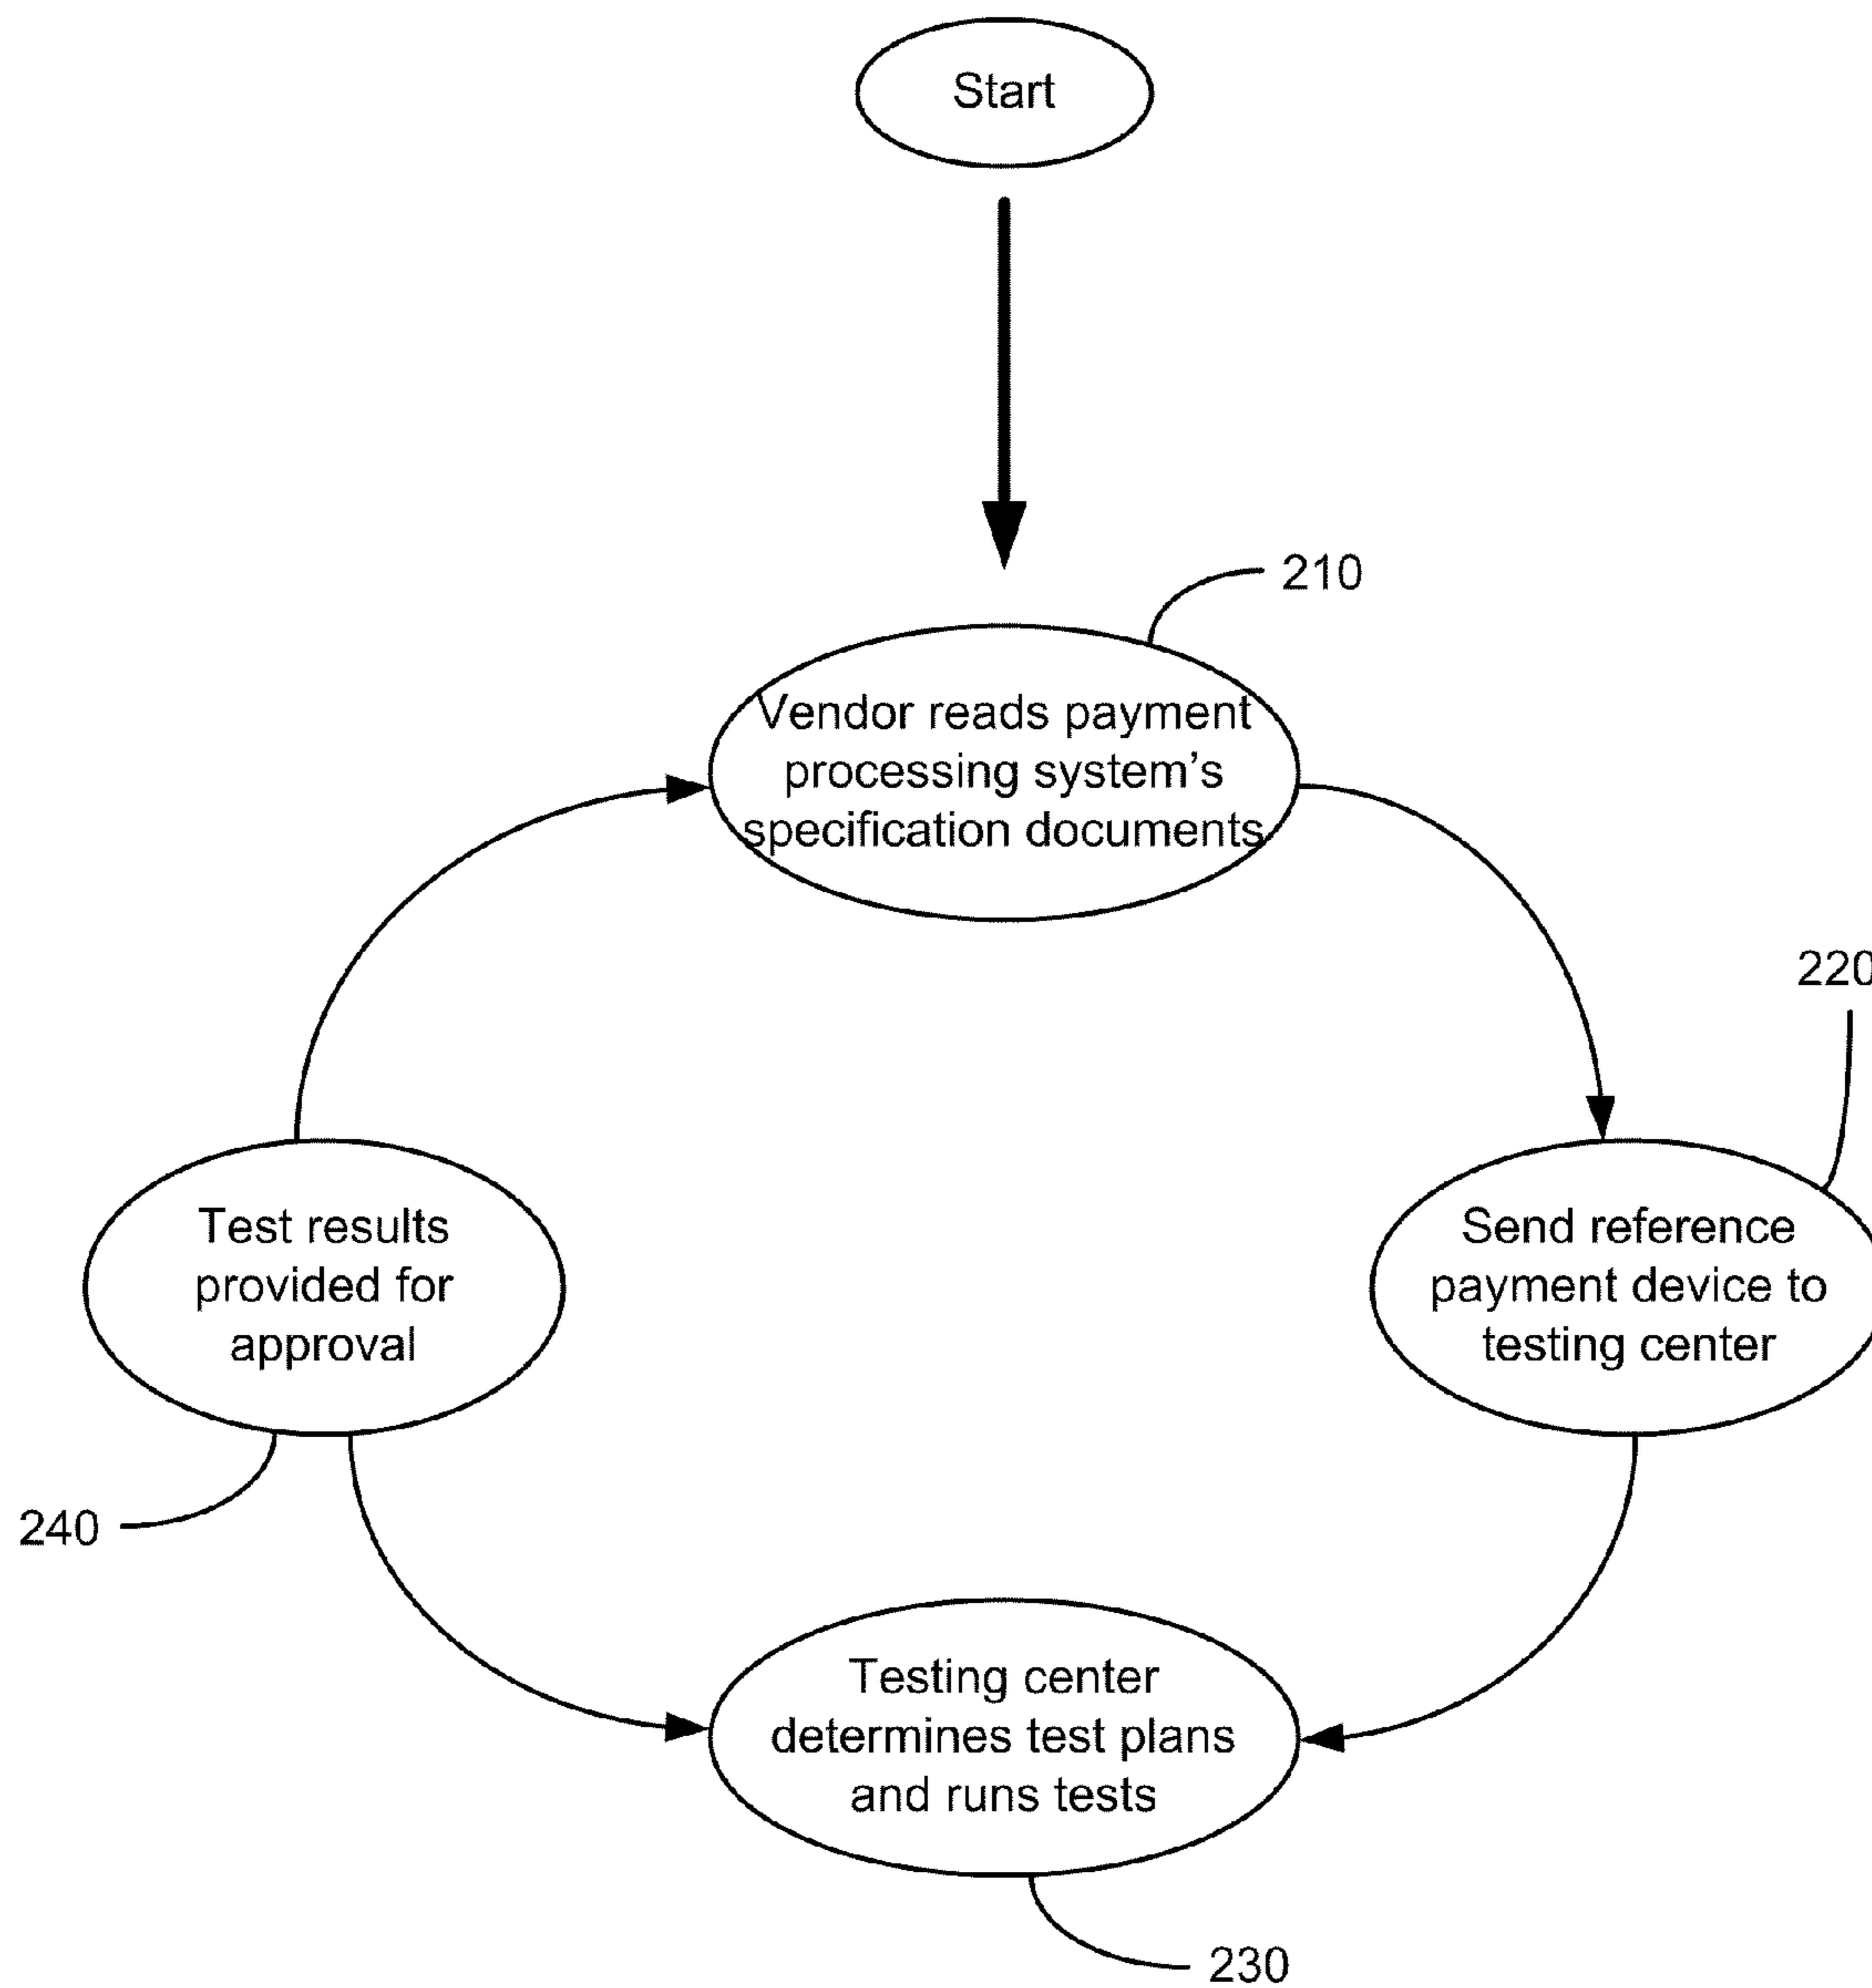 Start
210
Vendor reads payment
processing system’s
specification documents
220
Send reference
payment device to
testing center
Test results
provided for
approval
240
Testing center
determines test plans
and runs tests
230